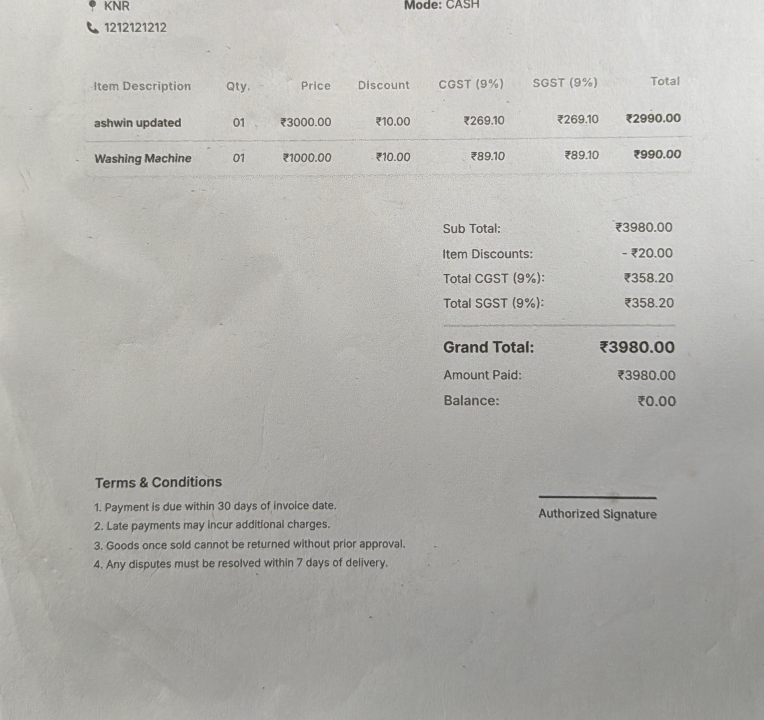 KNR
Mode: CASH
1212121212
Item Description Qty. Price Discount CGST (9%) SGST (9%) Total
ashwin updated 01 ₹3000.00 ₹10.00 ₹269.10 ₹269.10 ₹2990.00
Washing Machine 01 ₹1000.00 ₹10.00 ₹89.10 ₹89.10 ₹990.00
Sub Total: ₹3980.00
Item Discounts: - ₹20.00
Total CGST (9%): ₹358.20
Total SGST (9%): ₹358.20
Grand Total: ₹3980.00
Amount Paid: ₹3980.00
Balance: ₹0.00
Terms & Conditions
1. Payment is due within 30 days of invoice date.
2. Late payments may incur additional charges.
3. Goods once sold cannot be returned without prior approval.
4. Any disputes must be resolved within 7 days of delivery.
Authorized Signature